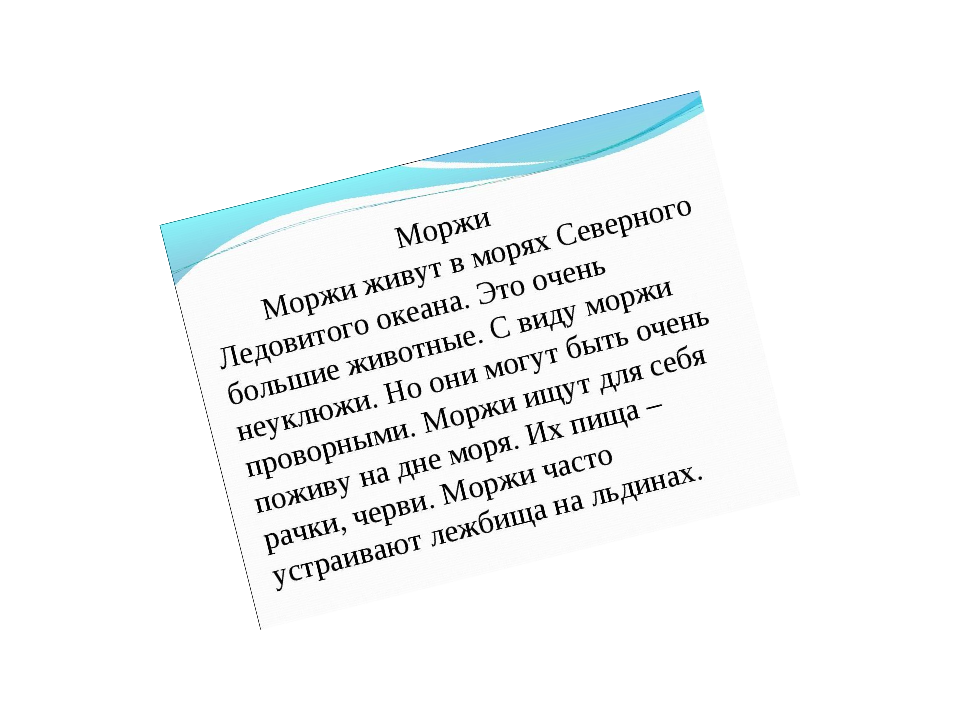 Моржи
Моржи живут в морях Северного
Ледовитого океана. Это очень
большие животные. С виду моржи
неуклюжи. Но они могут быть очень
проворными. Моржи ищут для себя
поживу на дне моря. Их пища –
рачки, черви. Моржи часто
устраивают лежбища на льдинах.